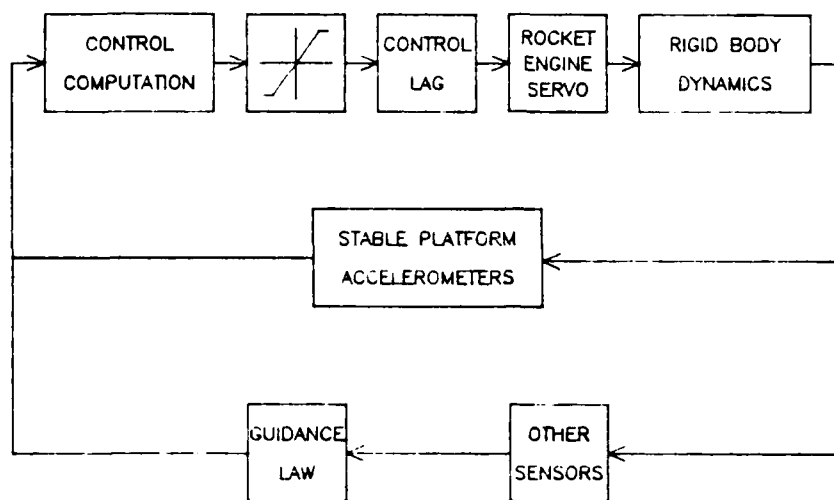 CONTROL
COMPUTATION
CONTROL
LAG
ROCKET
ENGINE
SERVO
RIGID BODY
DYNAMICS
STABLE PLATFORM
ACCELEROMETERS
GUIDANCE
LAW
OTHER
SENSORS